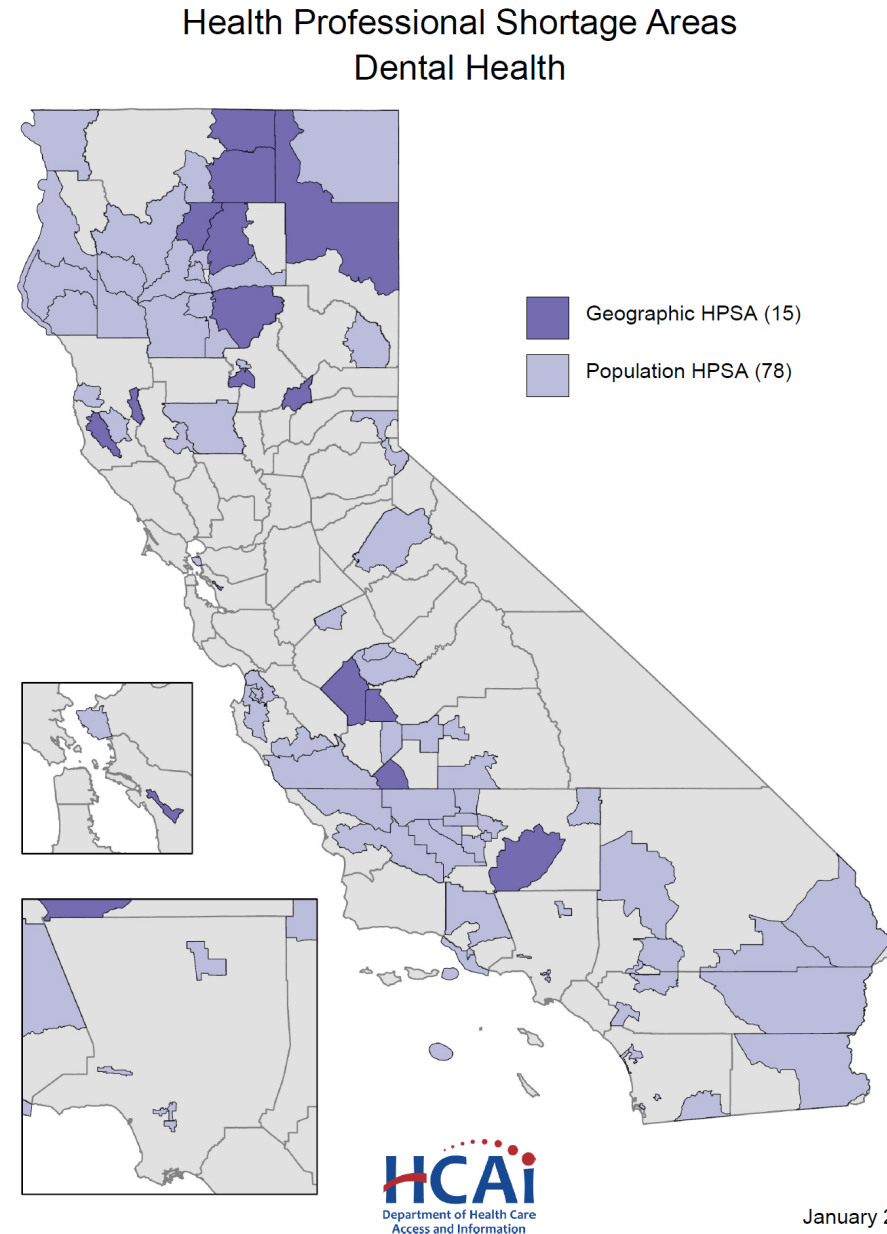 Health Professional Shortage Areas
Dental Health
Geographic HPSA (15)
Population HPSA (78)
HCAi
Department of Health Care
Access and Information
January 2